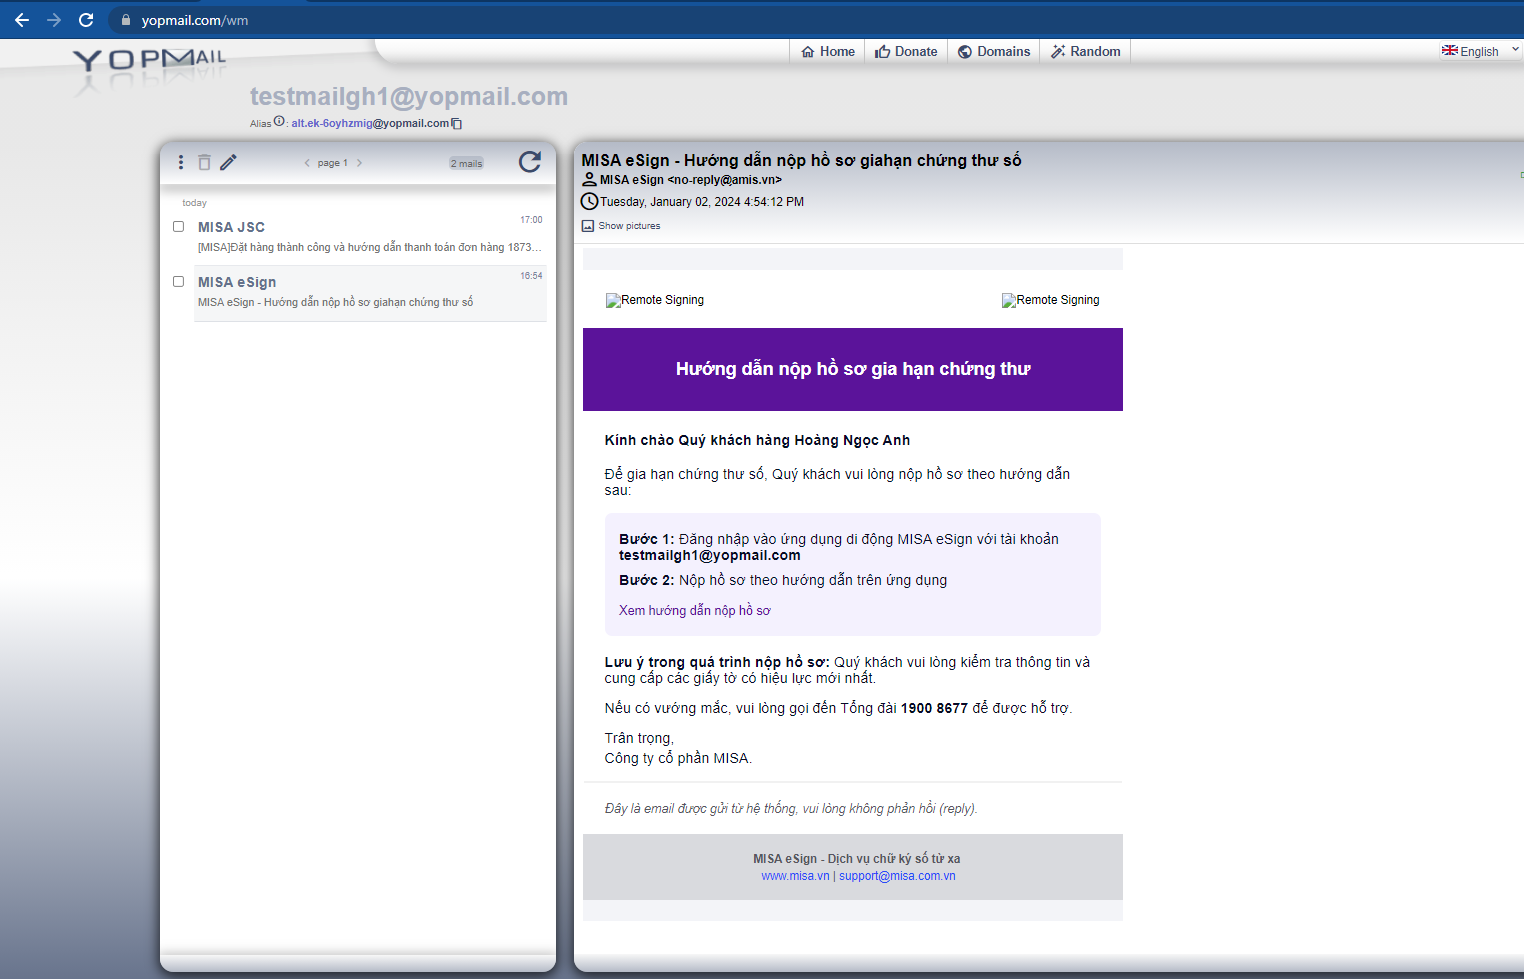 yopmail.com/wm
YOPMAIL
Home
Donate
Domains
Random
English
testmailgh1@yopmail.com
Alias : alt.ek-6oyhzmig@yopmail.com
page 1
2 mails
today
MISA JSC
17:00
[MISA]Đặt hàng thành công và hướng dẫn thanh toán đơn hàng 1873...
MISA eSign
16:54
MISA eSign - Hướng dẫn nộp hồ sơ giahạn chứng thư số
MISA eSign - Hướng dẫn nộp hồ sơ giahạn chứng thư số
MISA eSign <no-reply@amis.vn>
Tuesday, January 02, 2024 4:54:12 PM
Show pictures
Remote Signing
Remote Signing
Hướng dẫn nộp hồ sơ gia hạn chứng thư
Kính chào Quý khách hàng Hoàng Ngọc Anh
Để gia hạn chứng thư số, Quý khách vui lòng nộp hồ sơ theo hướng dẫn
sau:
Bước 1: Đăng nhập vào ứng dụng di động MISA eSign với tài khoản
testmailgh1@yopmail.com
Bước 2: Nộp hồ sơ theo hướng dẫn trên ứng dụng
Xem hướng dẫn nộp hồ sơ
Lưu ý trong quá trình nộp hồ sơ: Quý khách vui lòng kiểm tra thông tin và
cung cấp các giấy tờ có hiệu lực mới nhất.
Nếu có vướng mắc, vui lòng gọi đến Tổng đài 1900 8677 để được hỗ trợ.
Trân trọng,
Công ty cổ phần MISA.
Đây là email được gửi từ hệ thống, vui lòng không phản hồi (reply).
MISA eSign - Dịch vụ chữ ký số từ xa
www.misa.vn | support@misa.com.vn